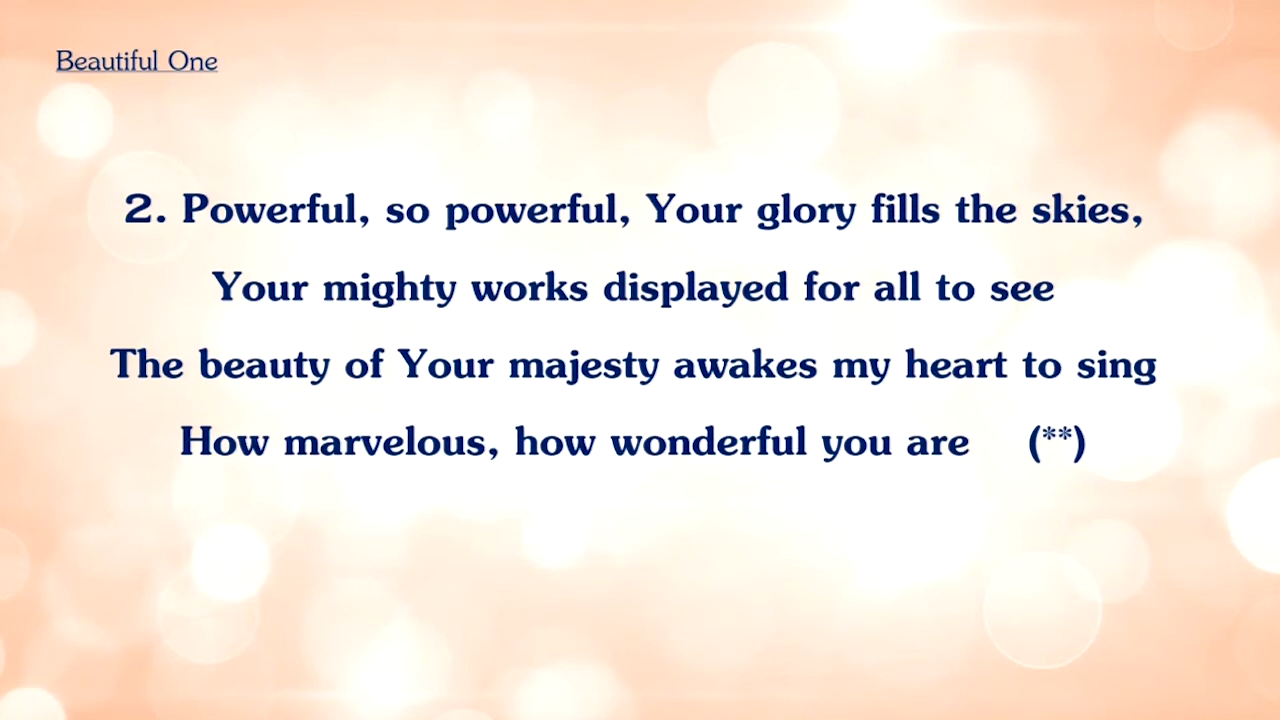 Beautiful One
2. Powerful, so powerful, Your glory fills the skies,
Your mighty works displayed for all to see
The beauty of Your majesty awakes my heart to sing
How marvelous, how wonderful you are (**)